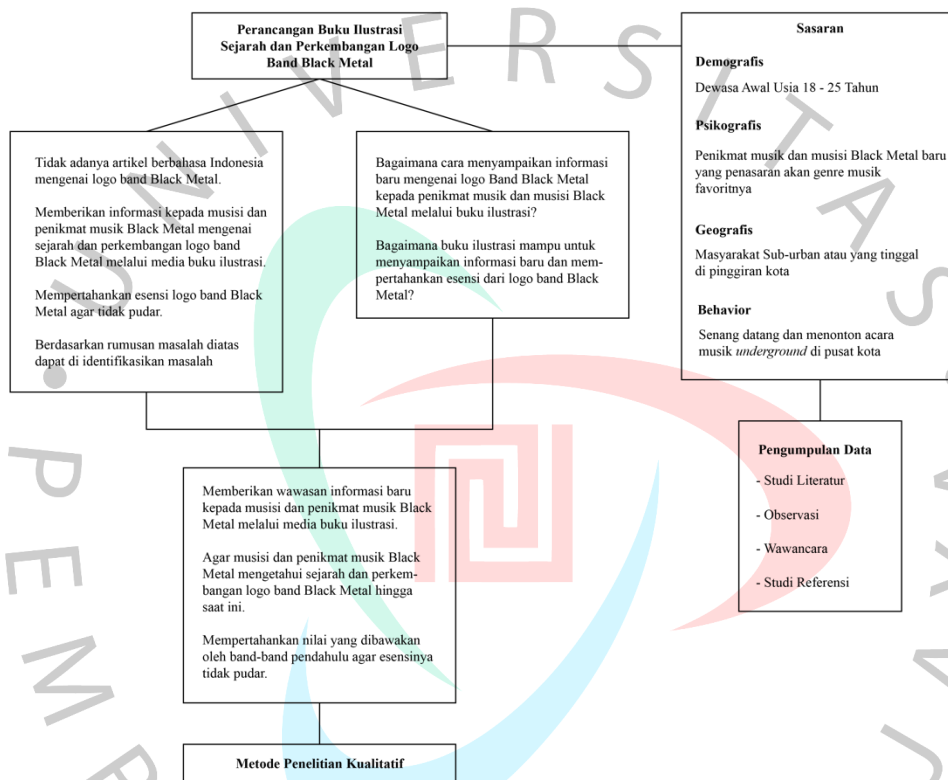 Perancangan Buku Ilustrasi
Sejarah dan Perkembangan Logo
Band Black Metal
Tidak adanya artikel berbahasa Indonesia
mengenai logo band Black Metal.
Memberikan informasi kepada musisi dan
penikmat musik Black Metal mengenai
sejarah dan perkembangan logo band
Black Metal melalui media buku ilustrasi.
Mempertahankan esensi logo band Black
Metal agar tidak pudar.
Berdasarkan rumusan masalah diatas
dapat di identifikasikan masalah
Bagaimana cara menyampaikan informasi
baru mengenai logo Band Black Metal
kepada penikmat musik dan musisi Black
Metal melalui buku ilustrasi?
Bagaimana buku ilustrasi mampu untuk
menyampaikan informasi baru dan mem-
pertahankan esensi dari logo band Black
Metal?
Sasaran
Demografis
Dewasa Awal Usia 18 - 25 Tahun
Psikografis
Penikmat musik dan musisi Black Metal baru
yang penasaran akan genre musik
favoritnya
Geografis
Masyarakat Sub-urban atau yang tinggal
di pinggiran kota
Behavior
Senang datang dan menonton acara
musik underground di pusat kota
Pengumpulan Data
- Studi Literatur
- Observasi
- Wawancara
- Studi Referensi
Memberikan wawasan informasi baru
kepada musisi dan penikmat musik Black
Metal melalui media buku ilustrasi.
Agar musisi dan penikmat musik Black
Metal mengetahui sejarah dan perkem-
bangan logo band Black Metal hingga
saat ini.
Mempertahankan nilai yang dibawakan
oleh band-band pendahulu agar esensinya
tidak pudar.
Metode Penelitian Kualitatif
UNIVERSITAS
PEM